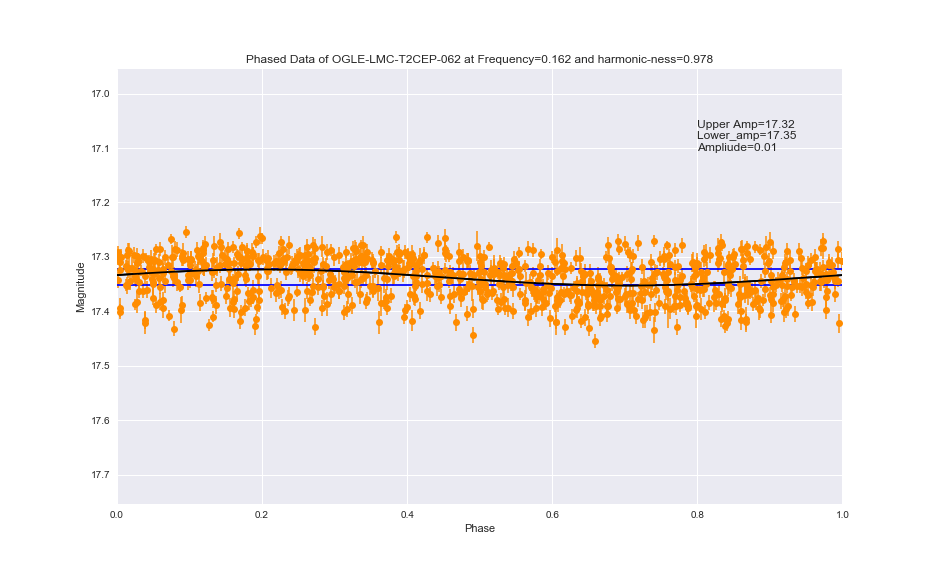 Phased Data of OGLE-LMC-T2CEP-062 at Frequency=0.162 and harmonic-ness=0.978
17.0
Upper Amp=17.32
Lower_amp=17.35
Ampliude=0.01
17.1
17.2
17.3
Magnitude
17.4
17.5
17.6
17.7
0.0 0.2 0.4 0.6 0.8 1.0
Phase